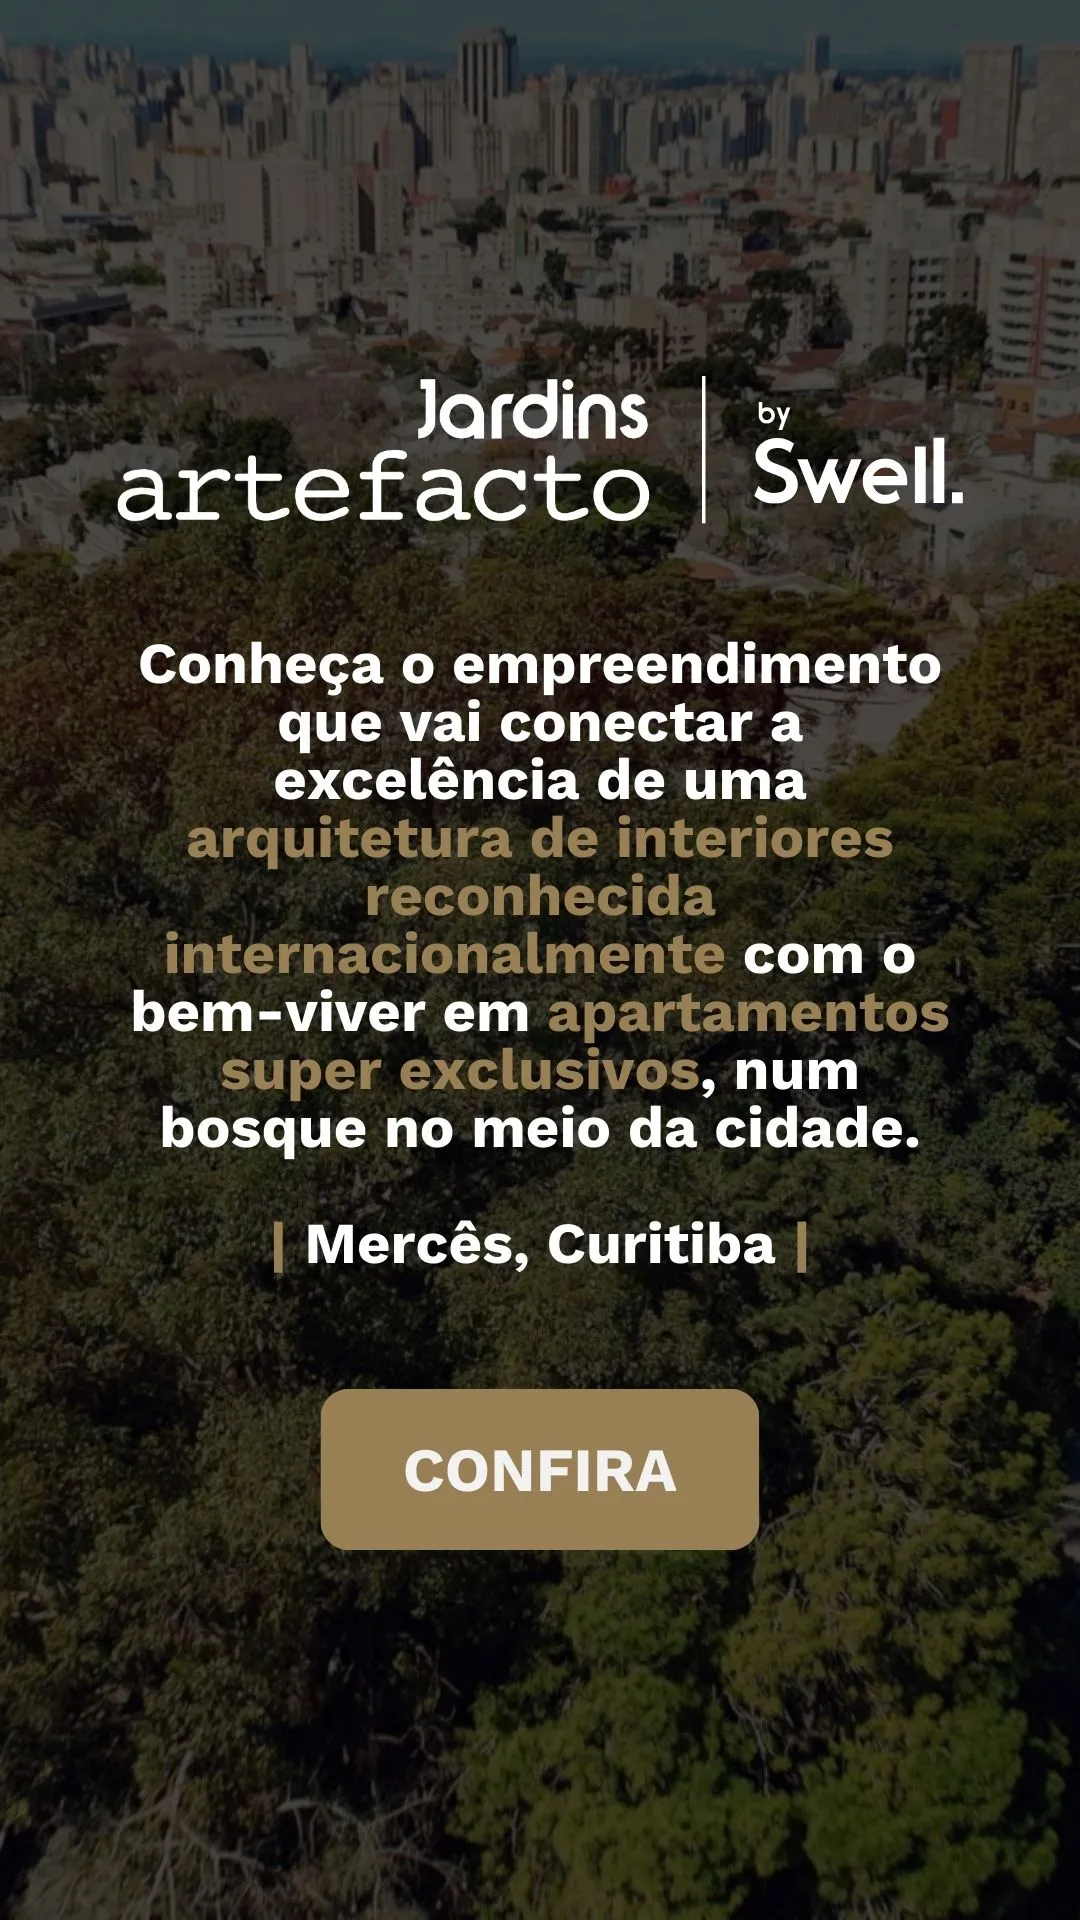 Jardins
artefacto
by
Swell.
Conheça o empreendimento
que vai conectar a
excelência de uma
arquitetura de interiores
reconhecida
internacionalmente com o
bem-viver em apartamentos
super exclusivos, num
bosque no meio da cidade.
| Mercês, Curitiba |
CONFIRA